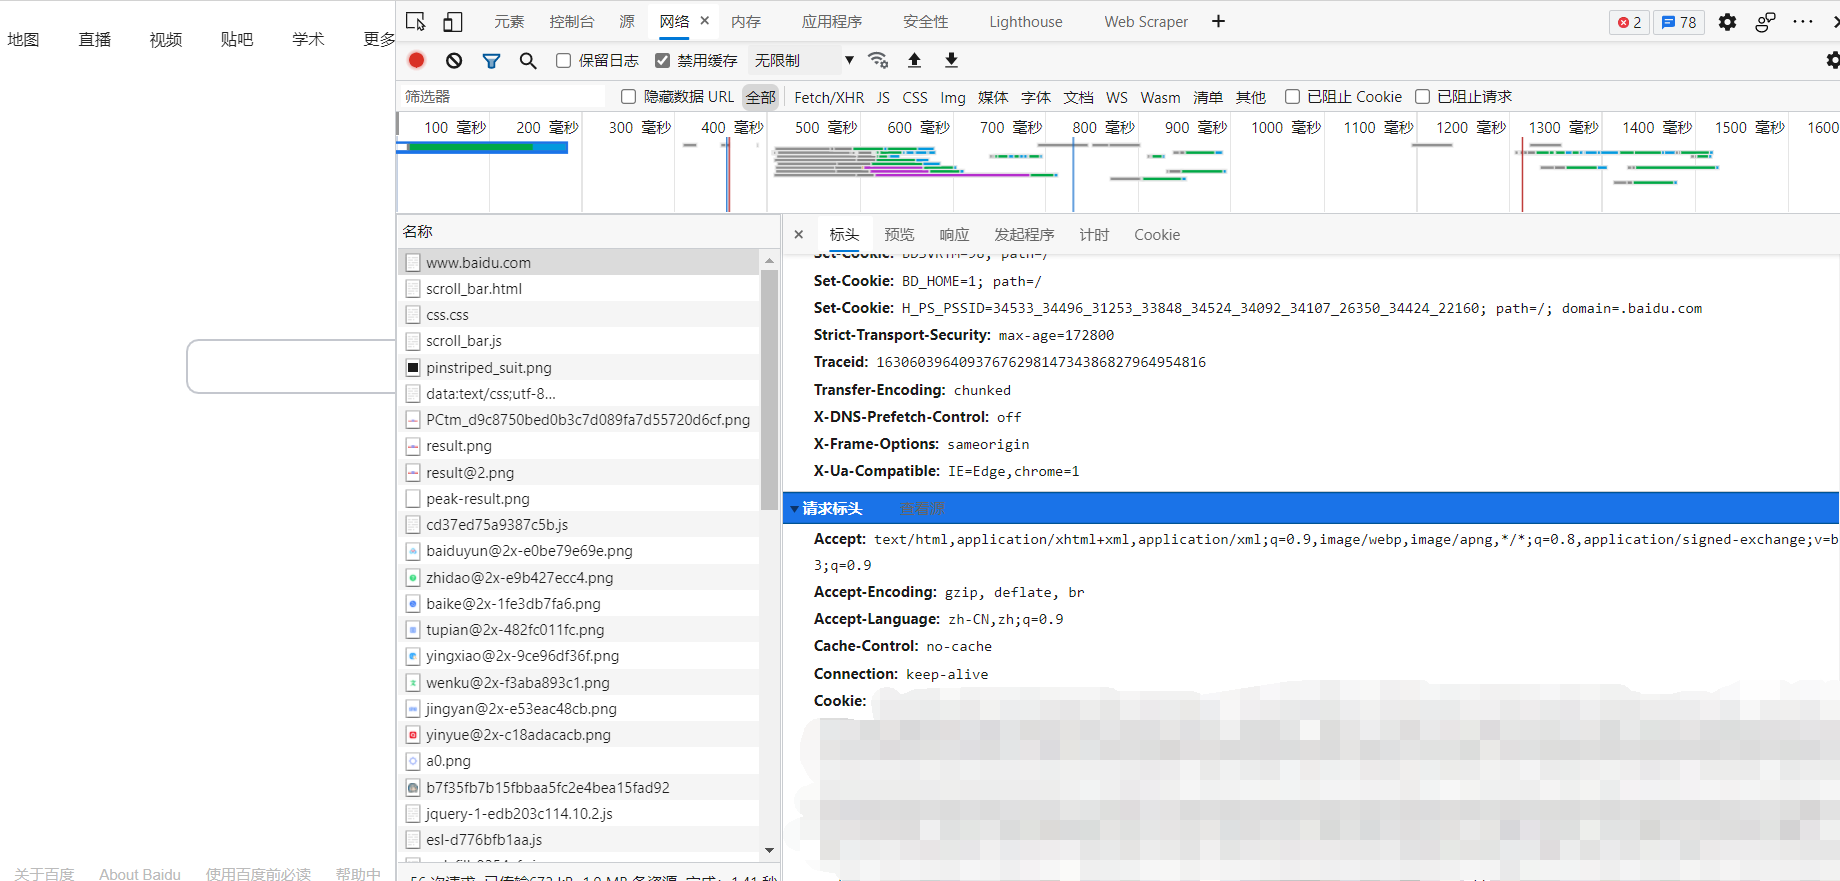 地图 直播 视频 贴吧 学术 更多
元素 控制台 源 网络 × 内存 应用程序 安全性 Lighthouse Web Scraper + 2 78
保留日志 禁用缓存 无限制
筛选器 隐藏数据 URL 全部 Fetch/XHR JS CSS Img 媒体 字体 文档 WS Wasm 清单 其他 已阻止 Cookie 已阻止请求
100 毫秒 200 毫秒 300 毫秒 400 毫秒 500 毫秒 600 毫秒 700 毫秒 800 毫秒 900 毫秒 1000 毫秒 1100 毫秒 1200 毫秒 1300 毫秒 1400 毫秒 1500 毫秒 1600
名称
www.baidu.com
scroll_bar.html
css.css
scroll_bar.js
pinstriped_suit.png
data:text/css;utf-8...
PCtm_d9c8750bed0b3c7d089fa7d55720d6cf.png
result.png
result@2.png
peak-result.png
cd37ed75a9387c5b.js
baiduyun@2x-e0be79e69e.png
zhidao@2x-e9b427ecc4.png
baike@2x-1fe3db7fa6.png
tupian@2x-482fc011fc.png
yingxiao@2x-9ce96df36f.png
wenku@2x-f3aba893c1.png
jingyan@2x-e53eac48cb.png
yinyue@2x-c18adacacb.png
a0.png
b7f35fb7b15fbbaa5fc2e4bea15fad92
jquery-1-edb203c114.10.2.js
esl-d776bfb1aa.js
标头 预览 响应 发起程序 计时 Cookie
Set-Cookie: BDSVRTM=98; path=/
Set-Cookie: BD_HOME=1; path=/
Set-Cookie: H_PS_PSSID=34533_34496_31253_33848_34524_34092_34107_26350_34424_22160; path=/; domain=.baidu.com
Strict-Transport-Security: max-age=172800
Traceid: 1630603964093767629814734386827964954816
Transfer-Encoding: chunked
X-DNS-Prefetch-Control: off
X-Frame-Options: sameorigin
X-Ua-Compatible: IE=Edge,chrome=1
请求标头
Accept: text/html,application/xhtml+xml,application/xml;q=0.9,image/webp,image/apng,*/*;q=0.8,application/signed-exchange;v=b
3;q=0.9
Accept-Encoding: gzip, deflate, br
Accept-Language: zh-CN,zh;q=0.9
Cache-Control: no-cache
Connection: keep-alive
Cookie:
关于百度 About Baidu 使用百度前必读 帮助中